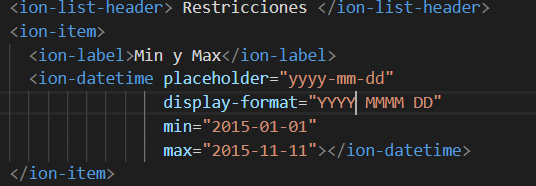 <ion-list-header> Restricciones </ion-list-header>
<ion-item>
<ion-label>Min y Max</ion-label>
<ion-datetime placeholder="yyyy-mm-dd"
display-format="YYYY MMMM DD"
min="2015-01-01"
max="2015-11-11"></ion-datetime>
</ion-item>